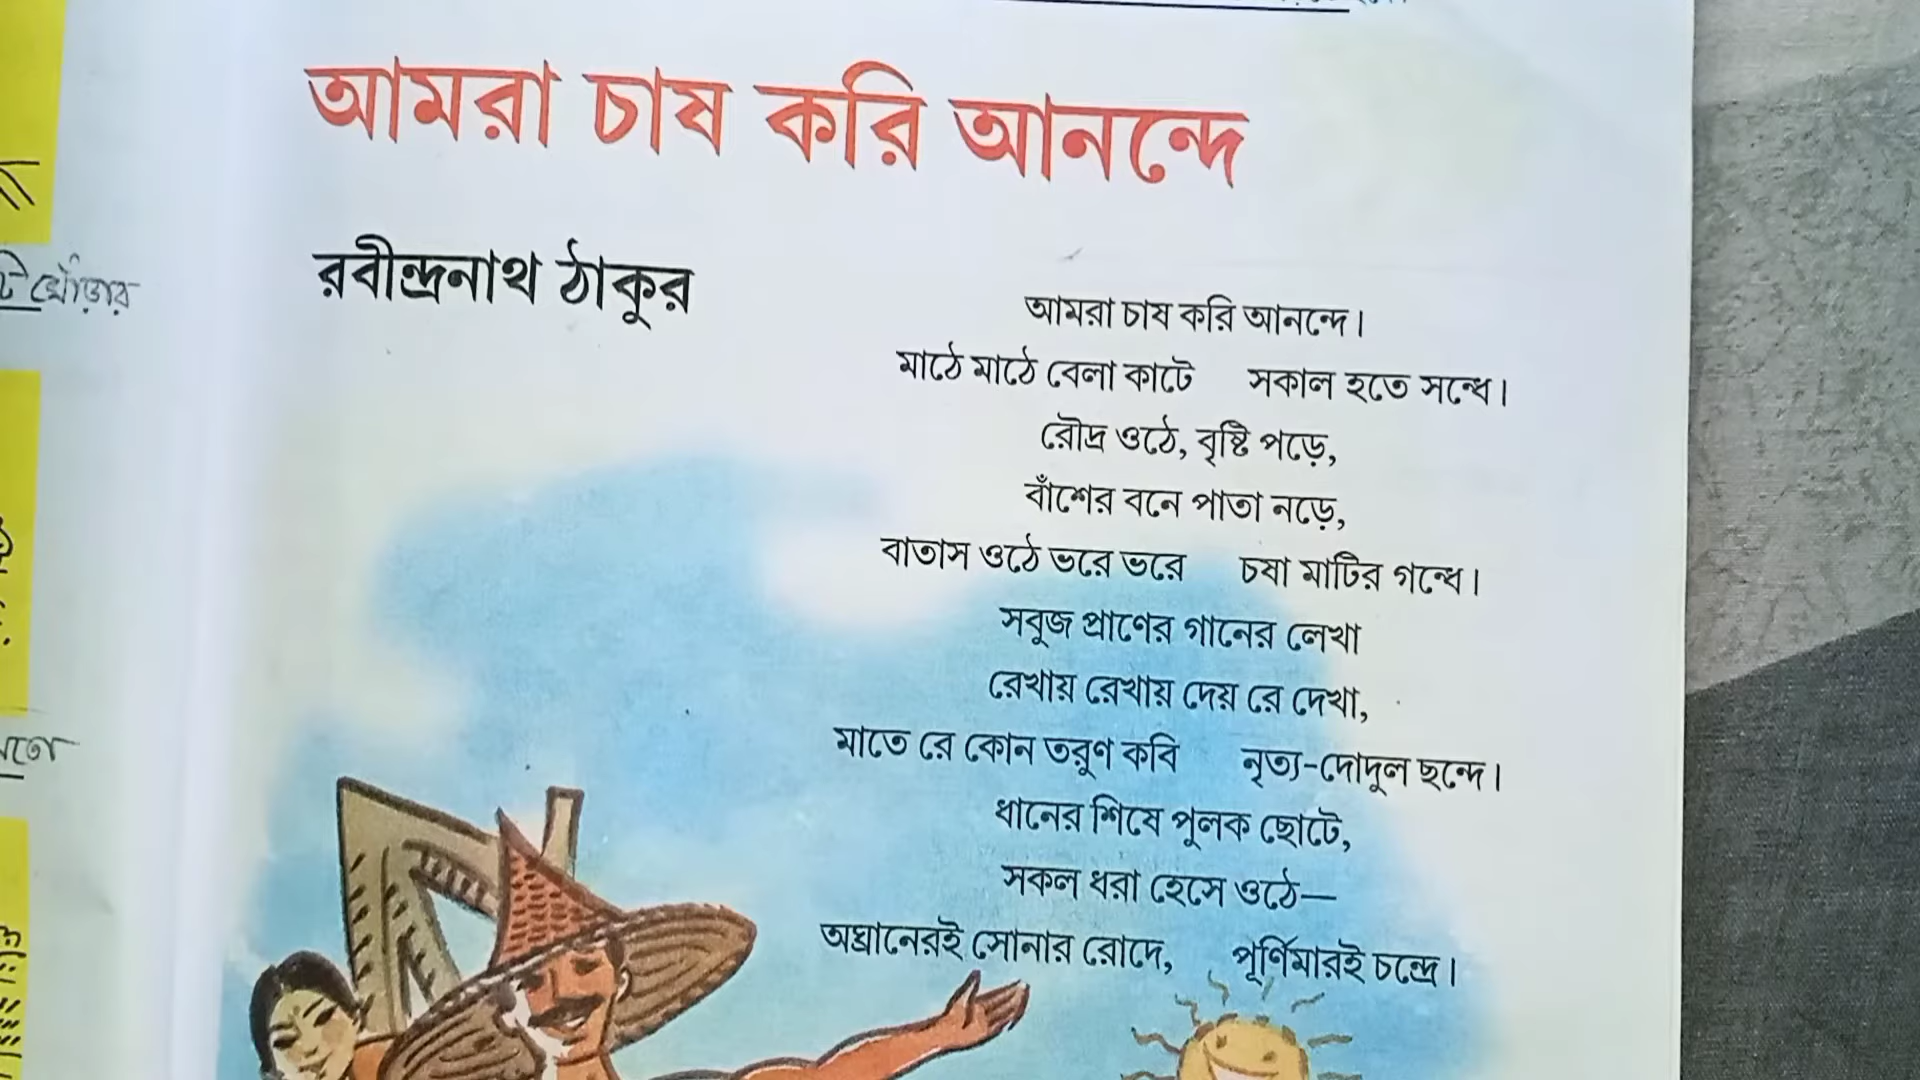 আমরা চাষ করি আনন্দে
রবীন্দ্রনাথ ঠাকুর
আমরা চাষ করি আনন্দে।
মাঠে মাঠে বেলা কাটে সকাল হতে সন্ধে।
রৌদ্র ওঠে, বৃষ্টি পড়ে,
বাঁশের বনে পাতা নড়ে,
বাতাস ওঠে ভরে ভরে চষা মাটির গন্ধে।
সবুজ প্রাণের গানের লেখা
রেখায় রেখায় দেয় রে দেখা,
মাতে রে কোন তরুণ কবি নৃত্য-দোদুল ছন্দে।
ধানের শিষে পুলক ছোটে,
সকল ধরা হেসে ওঠে—
অঘ্রানেরই সোনার রোদে, পূর্ণিমারই চন্দ্রে।